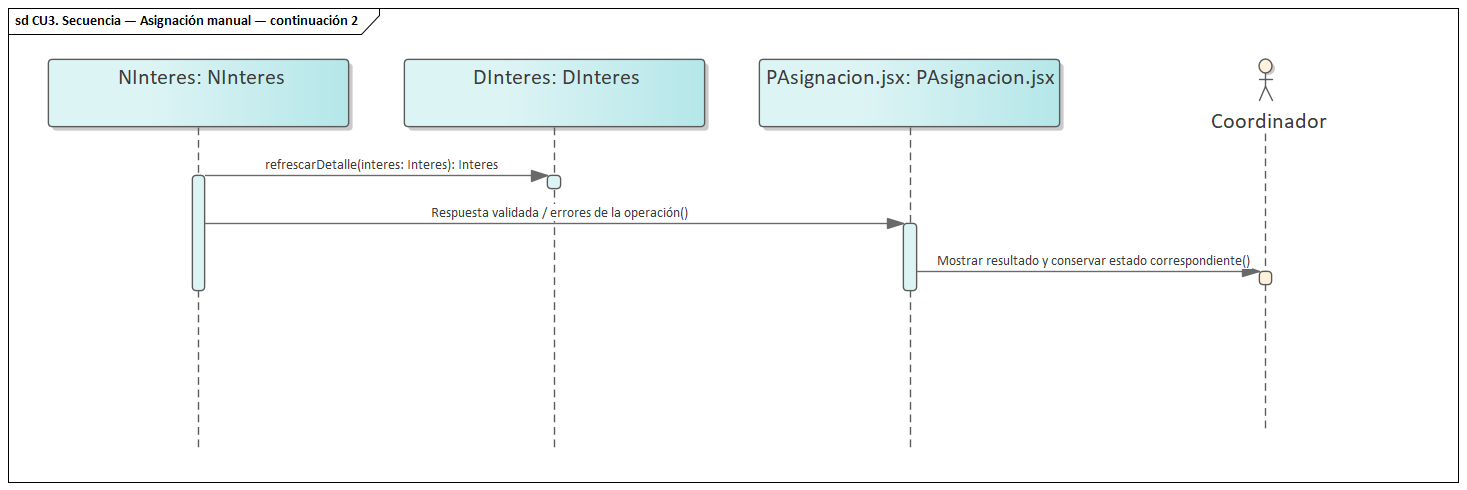 sd CU3. Secuencia — Asignación manual — continuación 2
NInteres: NInteres
DInteres: DInteres
PAsignacion.jsx: PAsignacion.jsx
Coordinador
refrescarDetalle(interes: Interes): Interes
Respuesta validada / errores de la operación()
Mostrar resultado y conservar estado correspondiente()